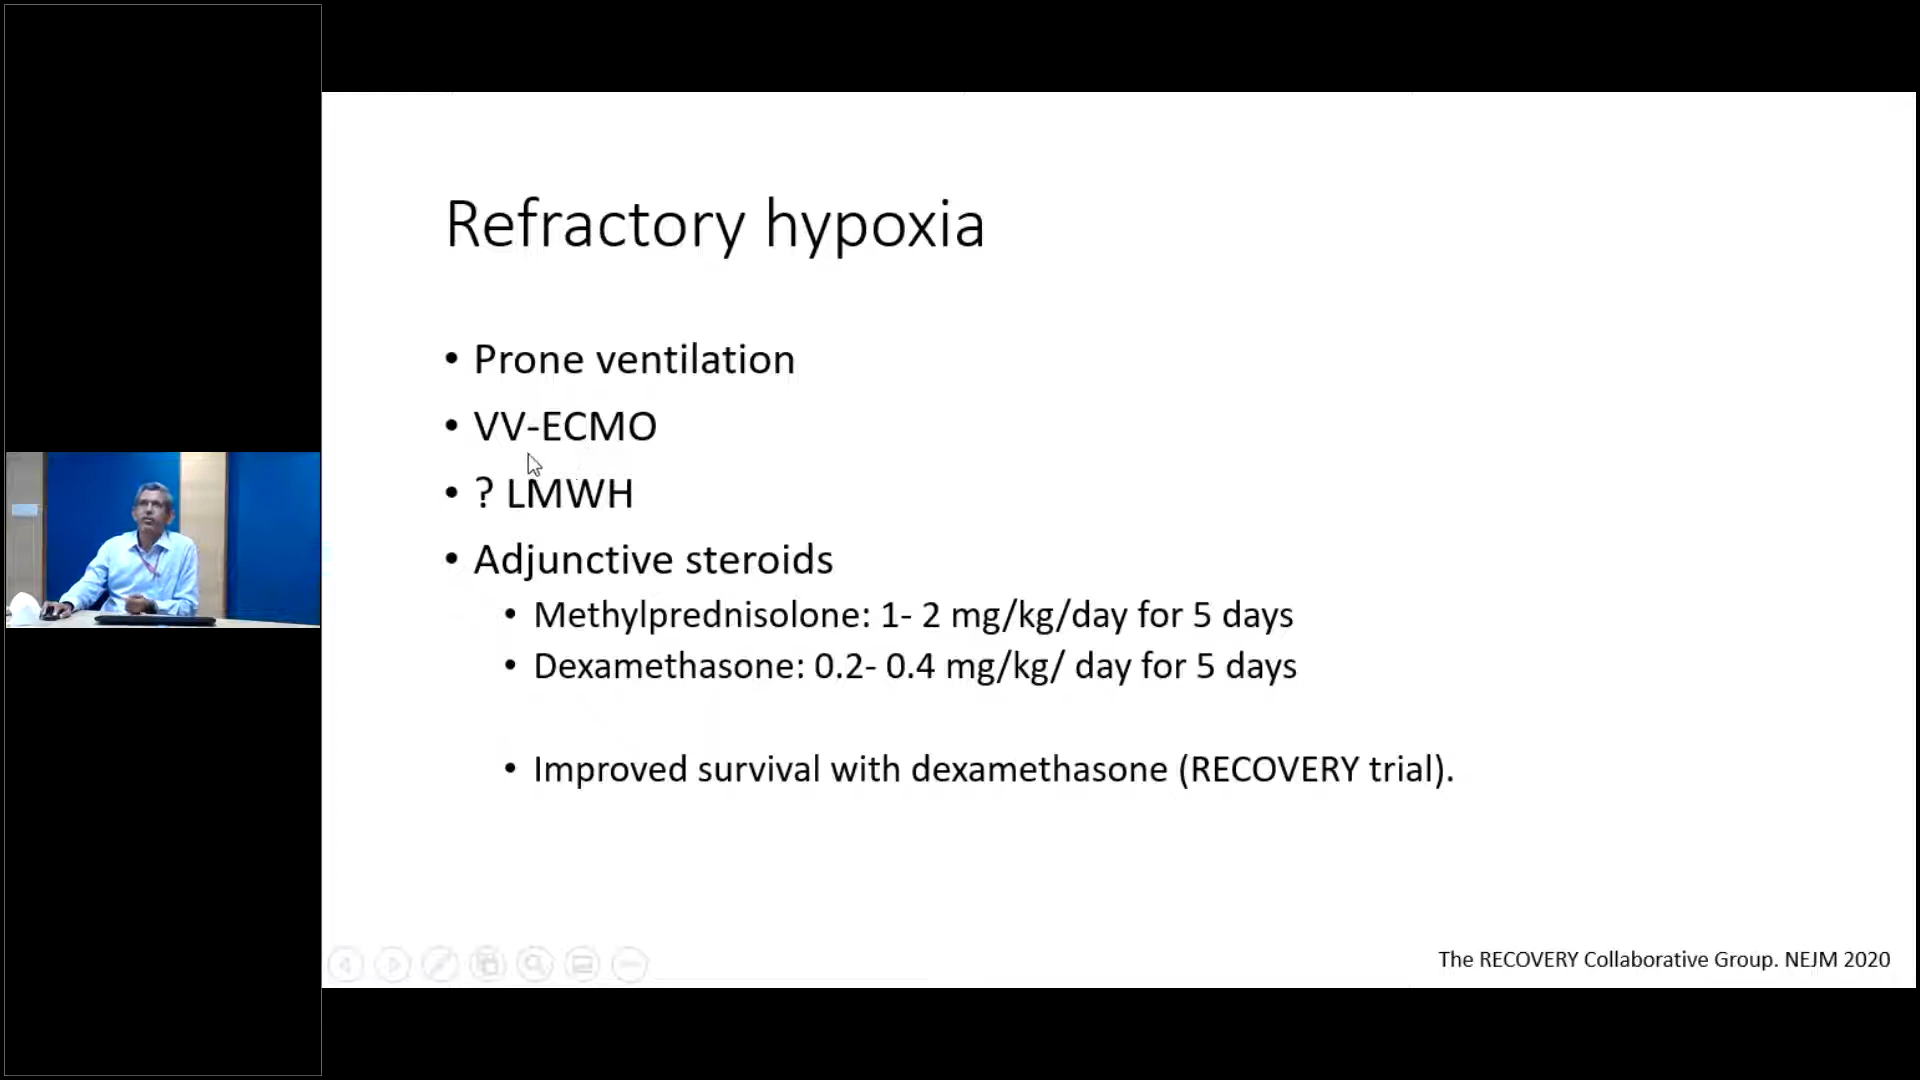 Refractory hypoxia
• Prone ventilation
• VV-ECMO
• ? LMWH
• Adjunctive steroids
• Methylprednisolone: 1- 2 mg/kg/day for 5 days
• Dexamethasone: 0.2- 0.4 mg/kg/ day for 5 days
• Improved survival with dexamethasone (RECOVERY trial).
The RECOVERY Collaborative Group. NEJM 2020